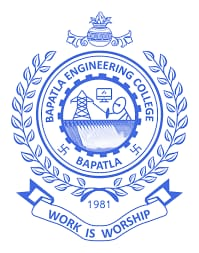 BAPATLA ENGINEERING COLLEGE
BAPATLA
1981
WORK IS WORSHIP